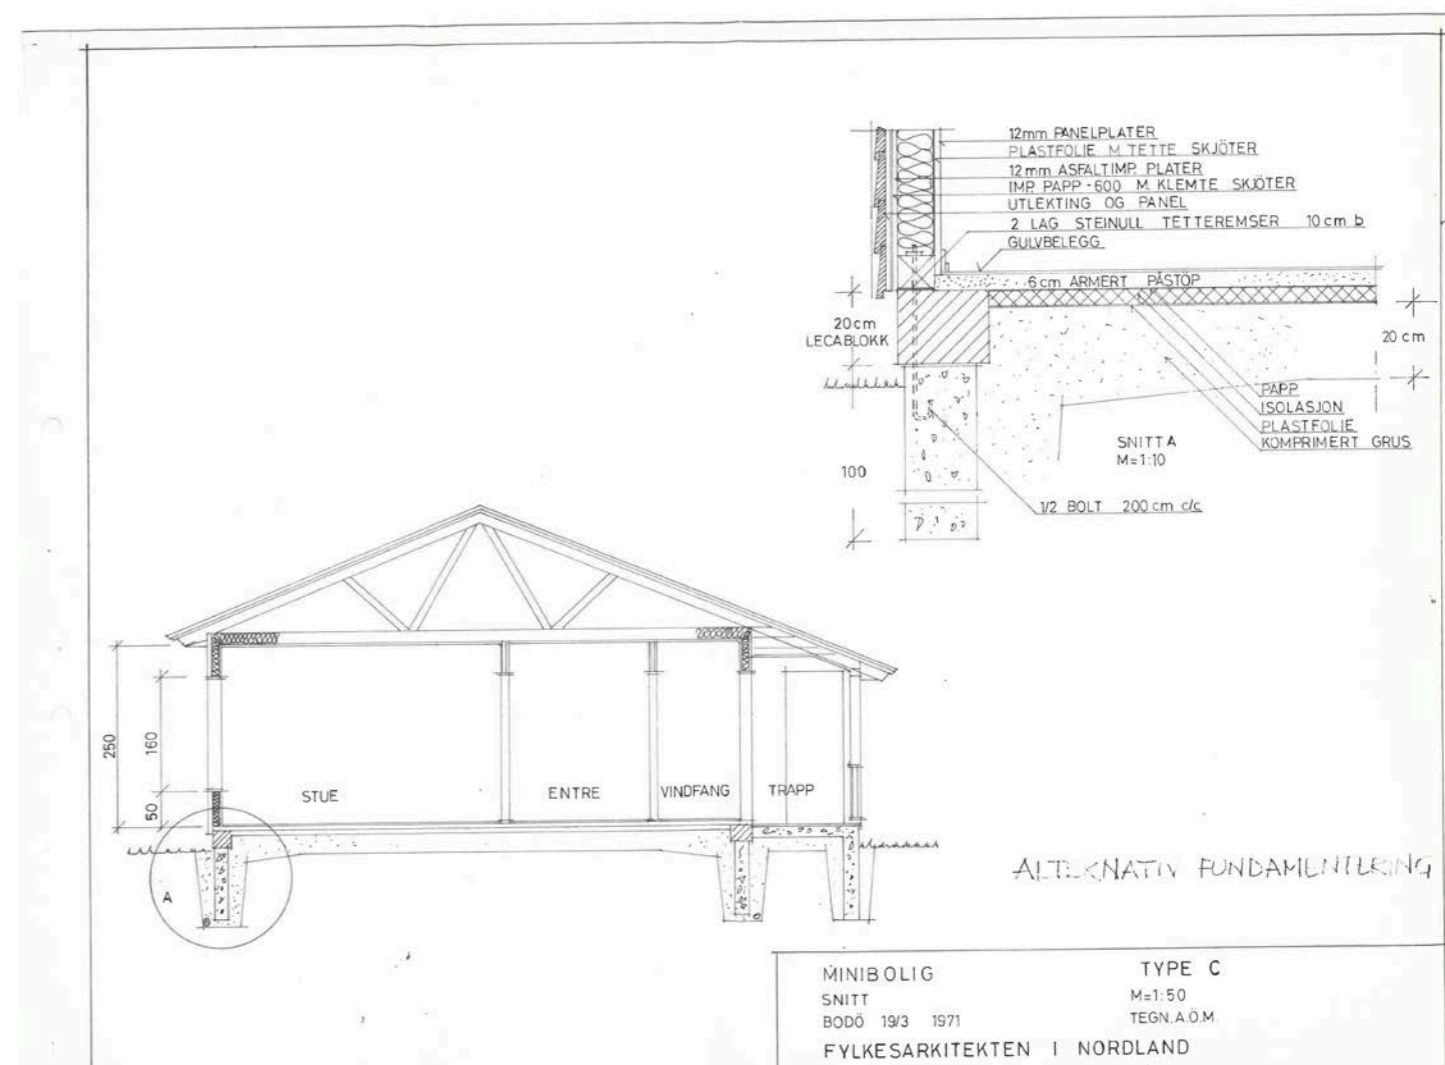 12mm PANELPLATER
PLASTFOLIE M. TETTE SKJÖTER
12mm ASFALTIMP. PLATER
IMP. PAPP - 600 M. KLEMTE SKJÖTER
UTLEKTING OG PANEL
2 LAG STEINULL TETTEREMSER 10 cm b
GULVBELEGG
6 cm ARMERT PÅSTÖP
20 cm
LECABLOKK
20 cm
PAPP
ISOLASJON
PLASTFOLIE
KOMPRIMERT GRUS
SNITT A
M=1:10
100
1/2 BOLT 200 cm c/c
250
160
50
STUE
ENTRE
VINDFANG
TRAPP
A
ALTERNATIV FUNDAMENTERING
MINIBOLIG TYPE C
SNITT M=1:50
BODÖ 19/3 1971 TEGN. A.Ö.M
FYLKESARKITEKTEN I NORDLAND